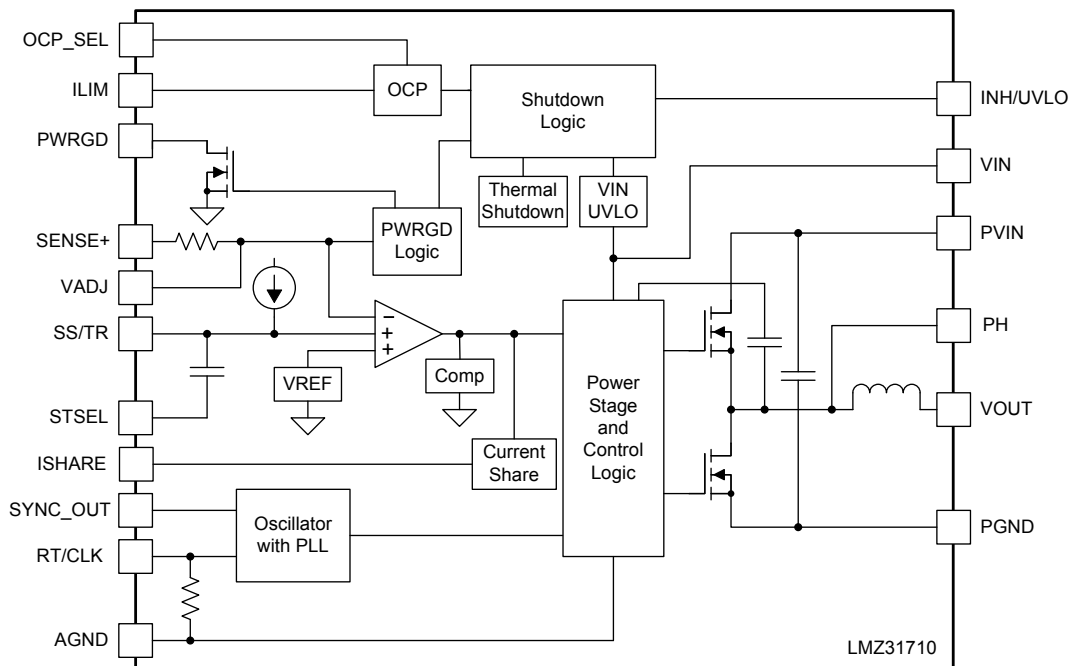 OCP_SEL
ILIM
PWRGD
SENSE+
VADJ
SS/TR
STSEL
ISHARE
SYNC_OUT
RT/CLK
AGND
OCP
Shutdown
Logic
Thermal
Shutdown
VIN
UVLO
PWRGD
Logic
VREF
Comp
Current
Share
Oscillator
with PLL
Power
Stage
and
Control
Logic
INH/UVLO
VIN
PVIN
PH
VOUT
PGND
LMZ31710